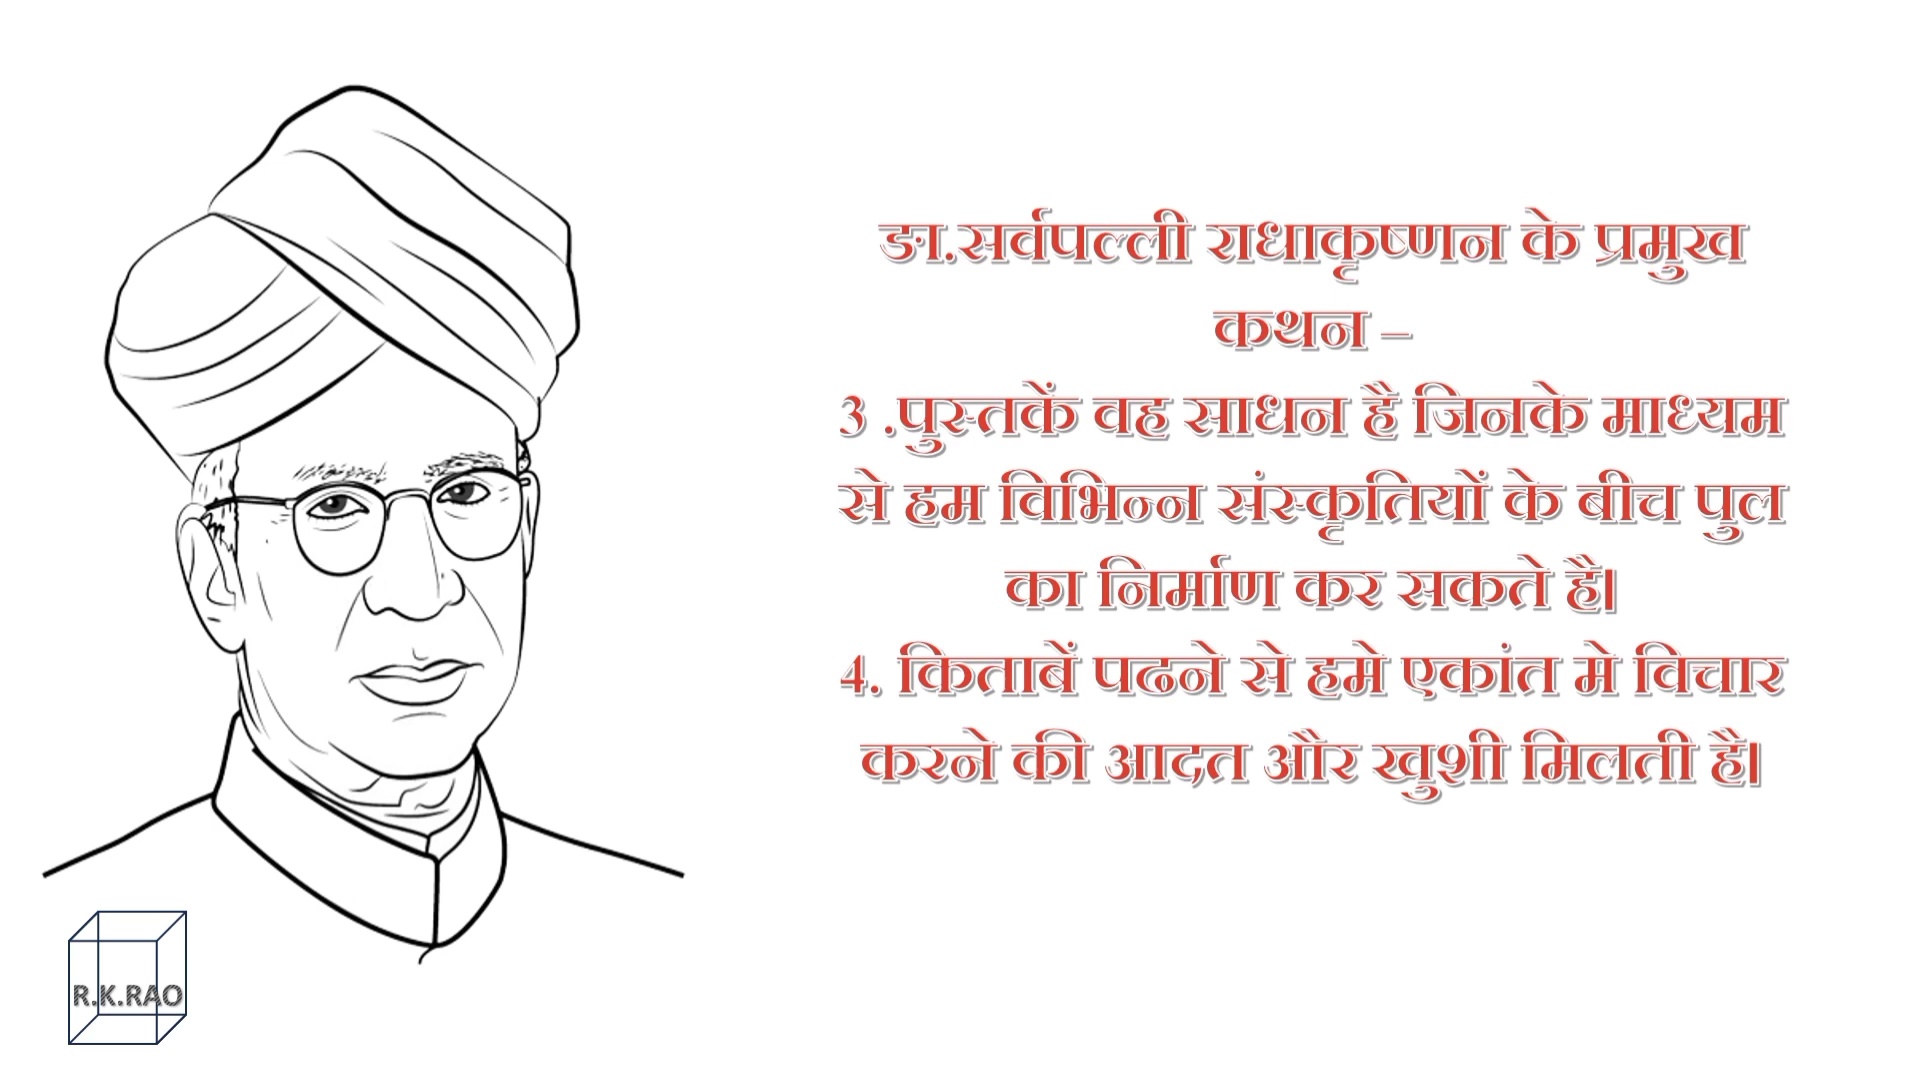 ङा.सर्वपल्ली राधाकृष्णन के प्रमुख
कथन –
3 .पुस्तकें वह साधन है जिनके माध्यम
से हम विभिन्न संस्कृतियों के बीच पुल
का निर्माण कर सकते है।
4. किताबें पढने से हमे एकांत मे विचार
करने की आदत और खुशी मिलती है।
R.K.RAO